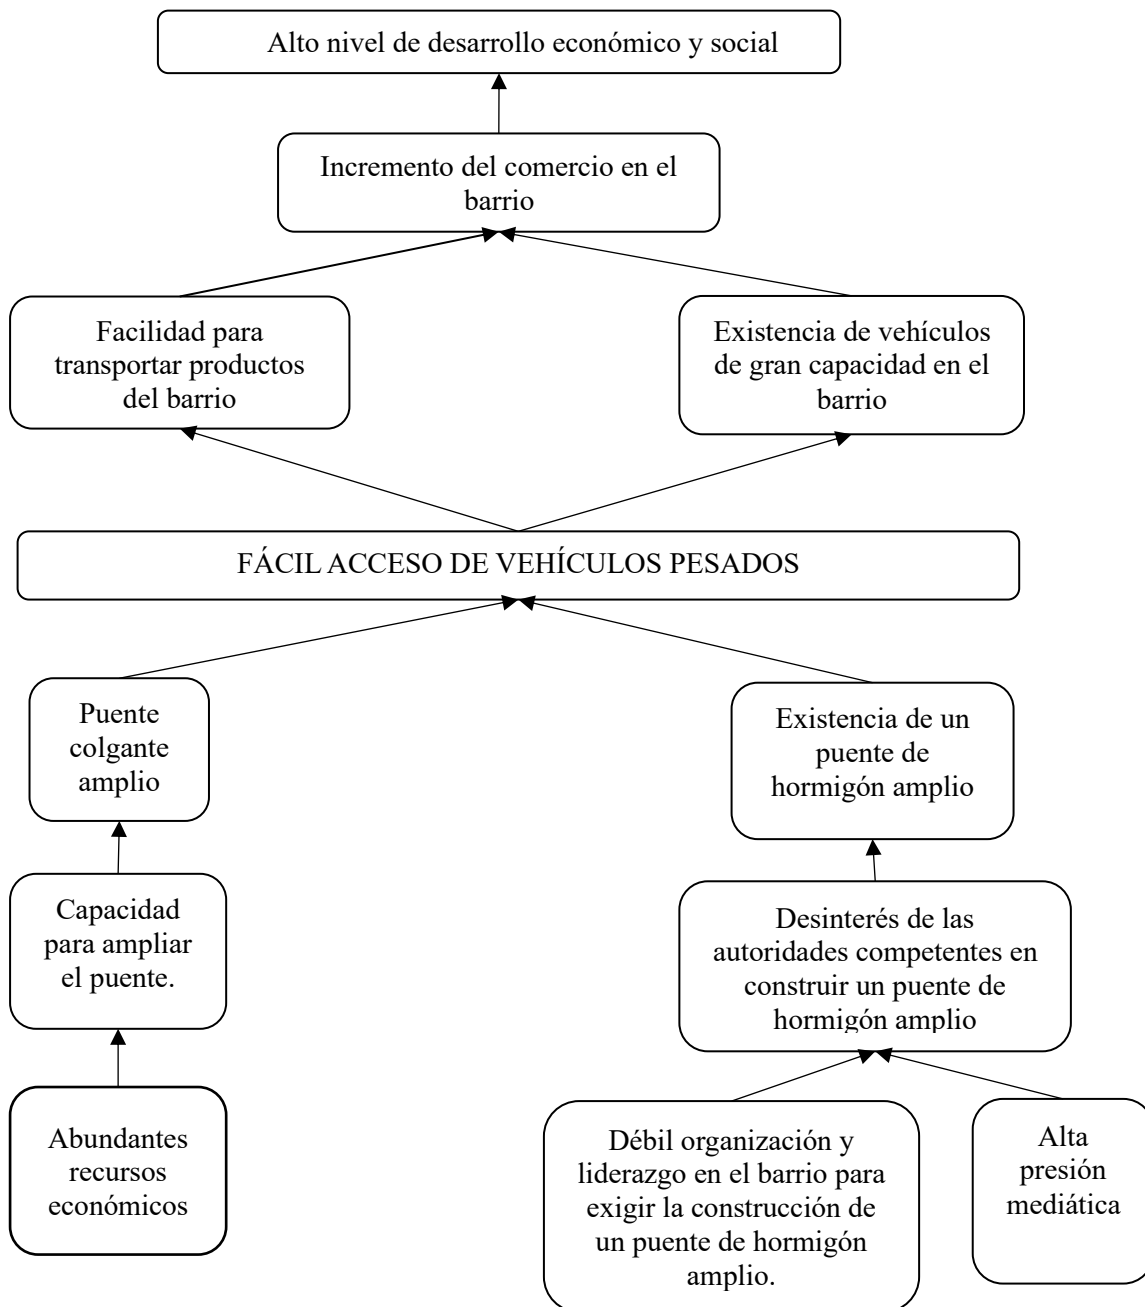 Alto nivel de desarrollo económico y social
Incremento del comercio en el
barrio
Facilidad para
transportar productos
del barrio
Existencia de vehículos
de gran capacidad en el
barrio
FÁCIL ACCESO DE VEHÍCULOS PESADOS
Puente
colgante
amplio
Existencia de un
puente de
hormigón amplio
Capacidad
para ampliar
el puente.
Desinterés de las
autoridades competentes en
construir un puente de
hormigón amplio
Abundantes
recursos
económicos
Débil organización y
liderazgo en el barrio para
exigir la construcción de
un puente de hormigón
amplio.
Alta
presión
mediática